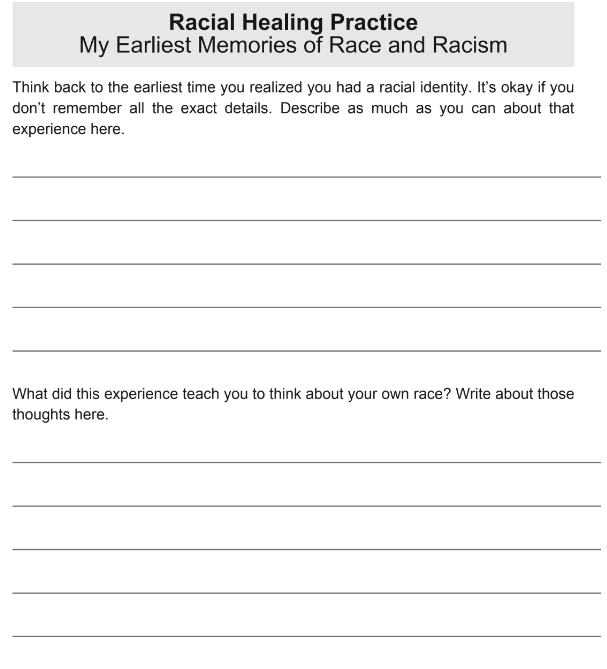 Racial Healing Practice
My Earliest Memories of Race and Racism
Think back to the earliest time you realized you had a racial identity. It’s okay if you
don’t remember all the exact details. Describe as much as you can about that
experience here.
What did this experience teach you to think about your own race? Write about those
thoughts here.